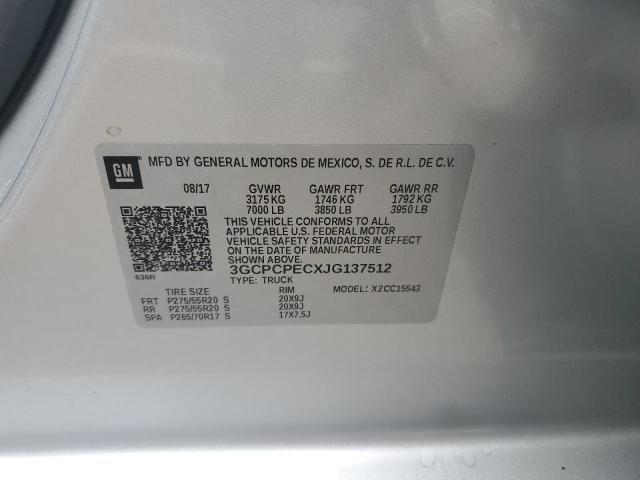 GM
MFD BY GENERAL MOTORS DE MEXICO, S. DE R.L. DE C.V.
08/17 GVWR GAWR FRT GAWR RR
3175 KG 1746 KG 1792 KG
7000 LB 3850 LB 3950 LB
THIS VEHICLE CONFORMS TO ALL
APPLICABLE U.S. FEDERAL MOTOR
VEHICLE SAFETY STANDARDS IN EFFECT
ON THE DATE OF MANUFACTURE
SHOWN ABOVE.
3GCPCPECXJG137512
636R
TYPE: TRUCK MODEL: X2CC15543
TIRE SIZE RIM
FRT P275/55R20 S 20X9J
RR P275/55R20 S 20X9J
SPA P265/70R17 S 17X7.5J